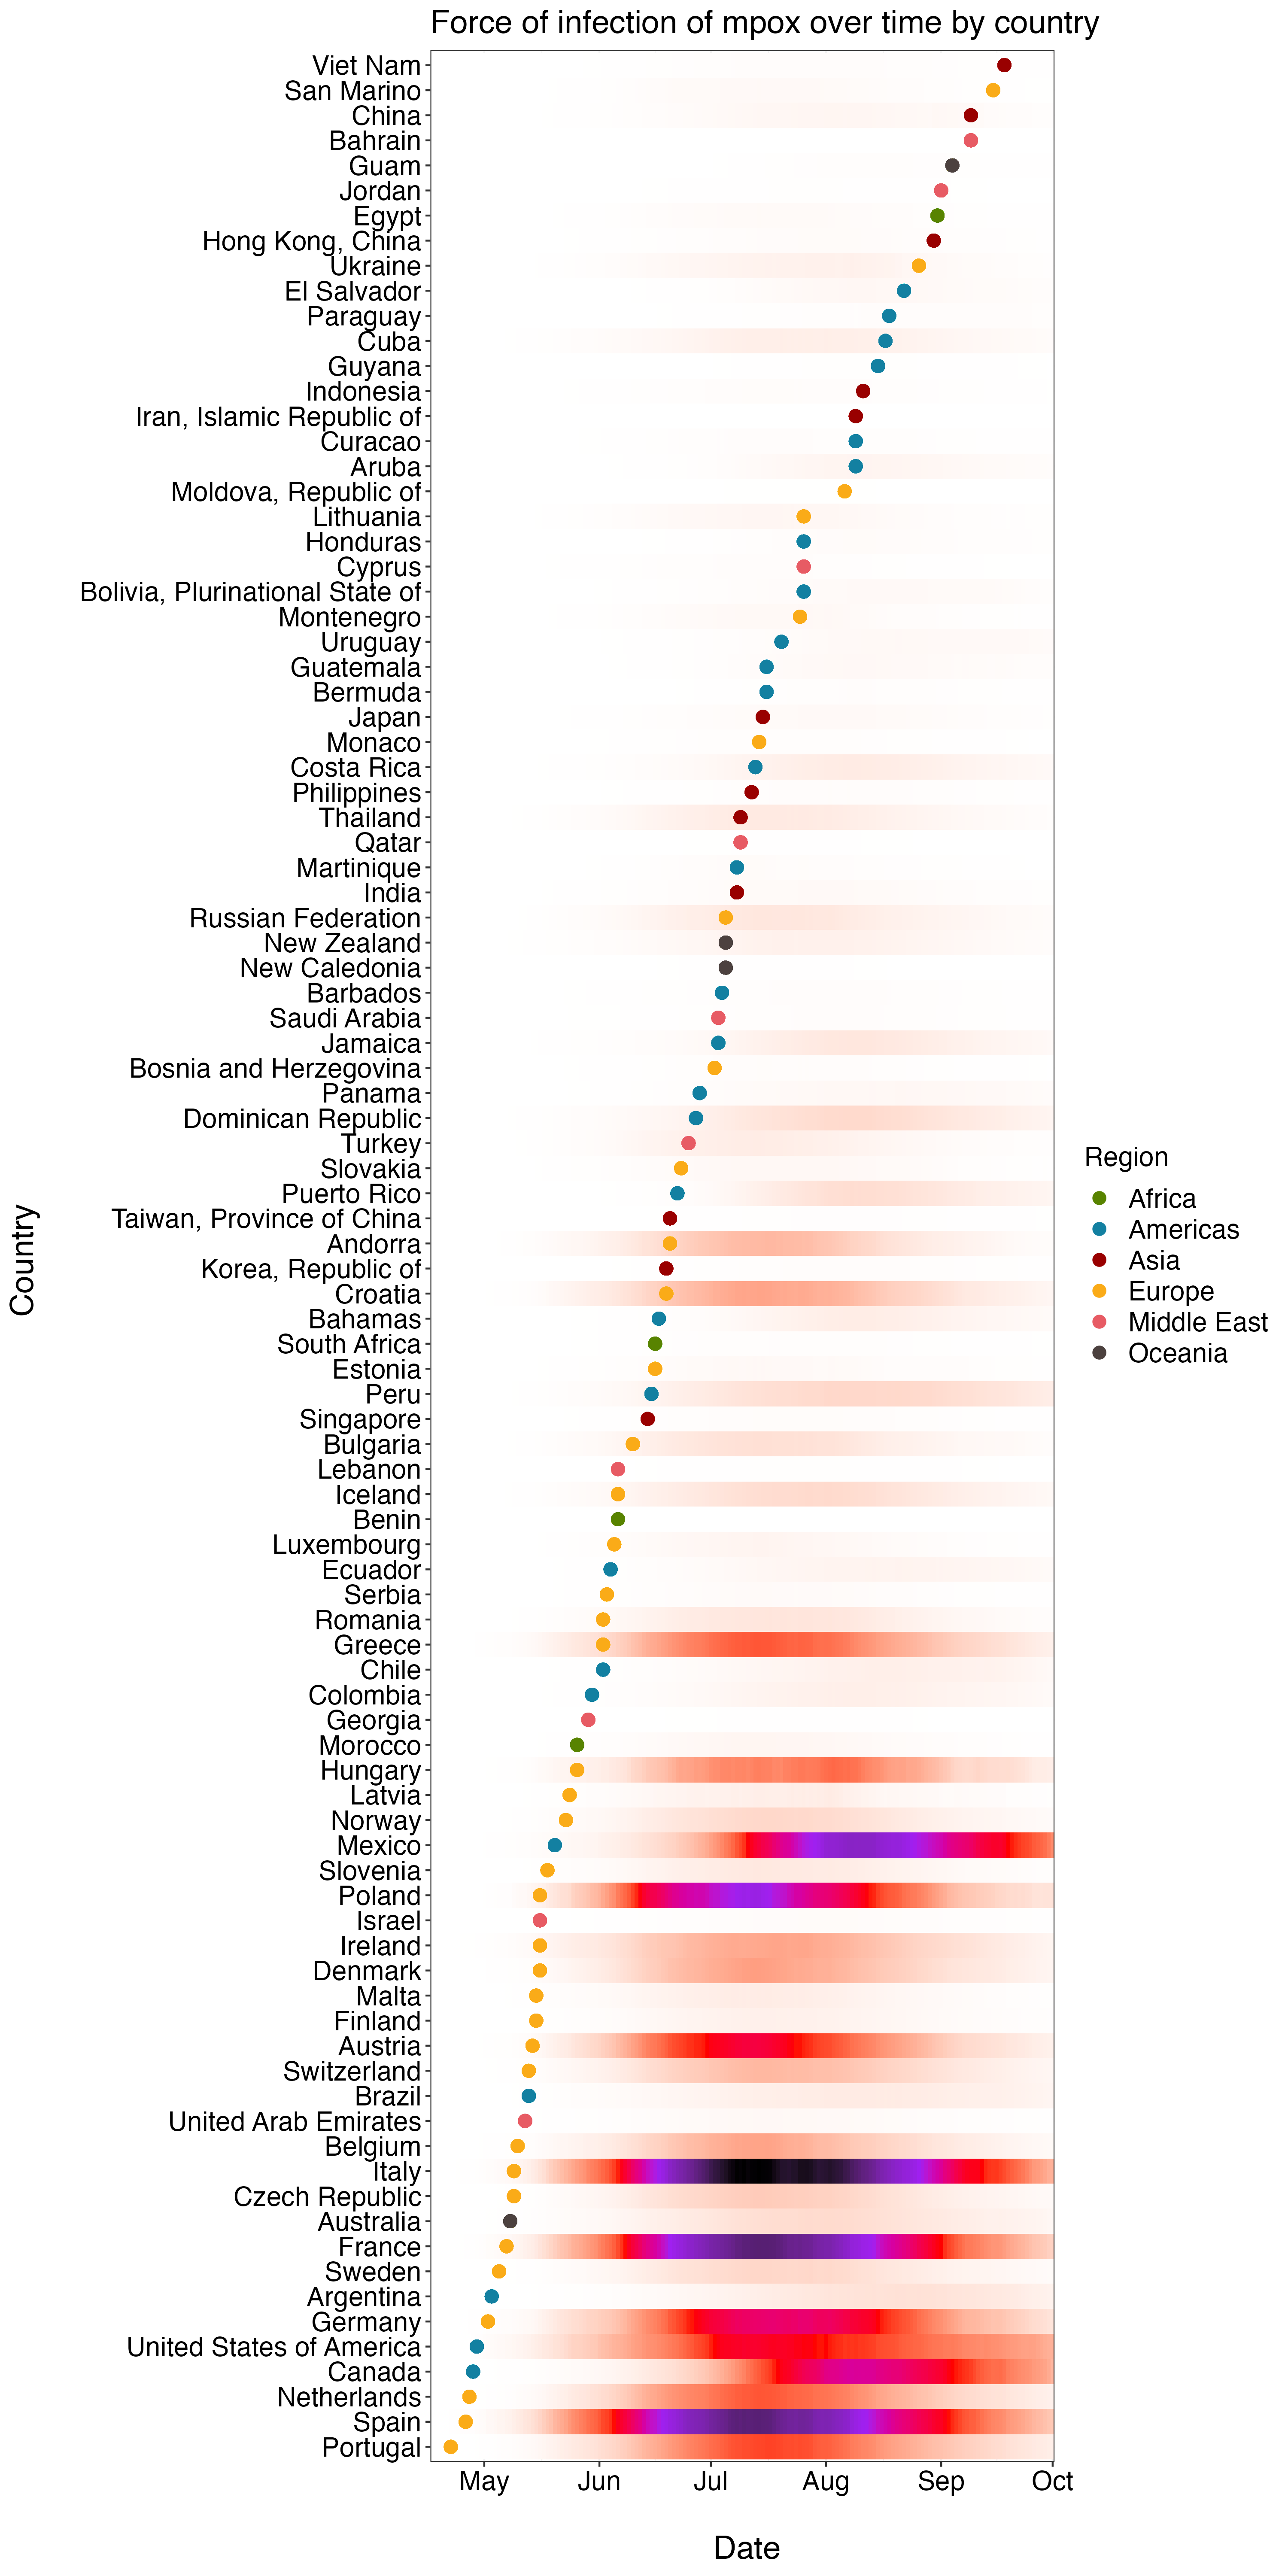 Force of infection of mpox over time by country
Viet Nam
San Marino
China
Bahrain
Guam
Jordan
Egypt
Hong Kong, China
Ukraine
El Salvador
Paraguay
Cuba
Guyana
Indonesia
Iran, Islamic Republic of
Curacao
Aruba
Moldova, Republic of
Lithuania
Honduras
Cyprus
Bolivia, Plurinational State of
Montenegro
Uruguay
Guatemala
Bermuda
Japan
Monaco
Costa Rica
Philippines
Thailand
Qatar
Martinique
India
Russian Federation
New Zealand
New Caledonia
Barbados
Saudi Arabia
Jamaica
Bosnia and Herzegovina
Panama
Dominican Republic
Turkey
Slovakia
Puerto Rico
Taiwan, Province of China
Andorra
Korea, Republic of
Croatia
Bahamas
South Africa
Estonia
Peru
Singapore
Bulgaria
Lebanon
Iceland
Benin
Luxembourg
Ecuador
Serbia
Romania
Greece
Chile
Colombia
Georgia
Morocco
Hungary
Latvia
Norway
Mexico
Slovenia
Poland
Israel
Ireland
Denmark
Malta
Finland
Austria
Switzerland
Brazil
United Arab Emirates
Belgium
Italy
Czech Republic
Australia
France
Sweden
Argentina
Germany
United States of America
Canada
Netherlands
Spain
Portugal
Country
May Jun Jul Aug Sep Oct
Date
Region
Africa
Americas
Asia
Europe
Middle East
Oceania